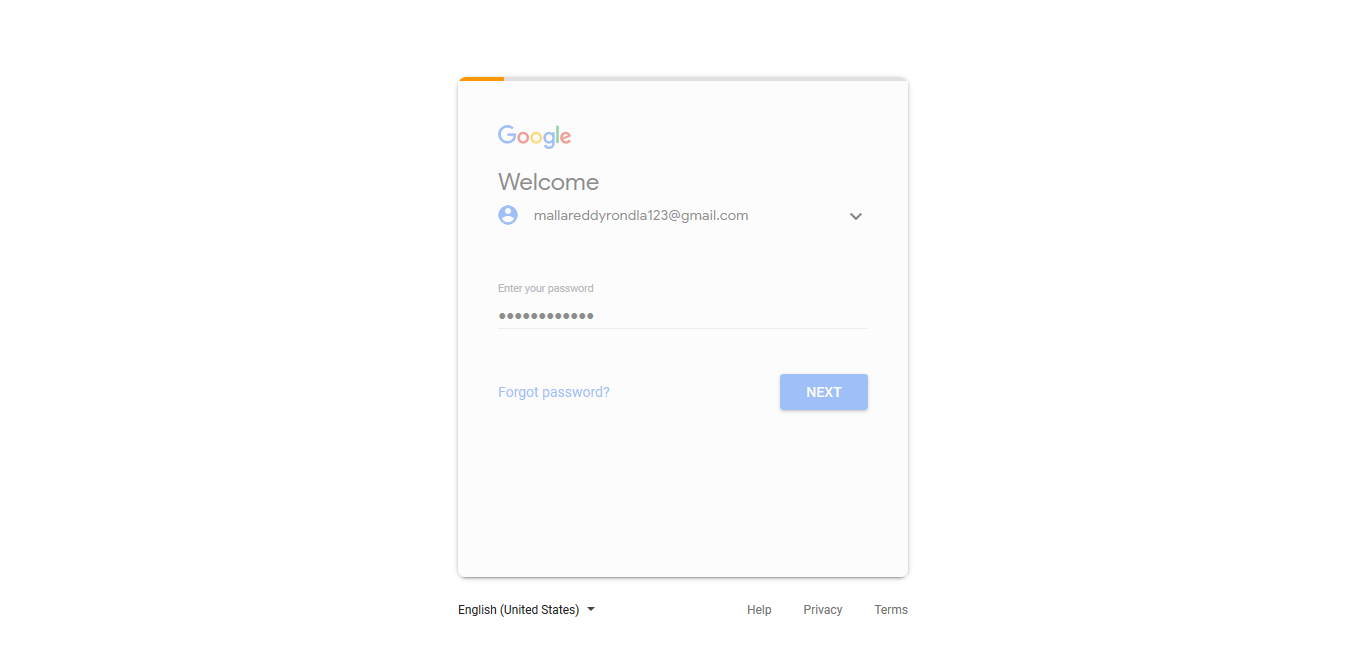 Google
Welcome
mallareddyrondla123@gmail.com
Enter your password
••••••••••••
Forgot password?
NEXT
English (United States)
Help Privacy Terms